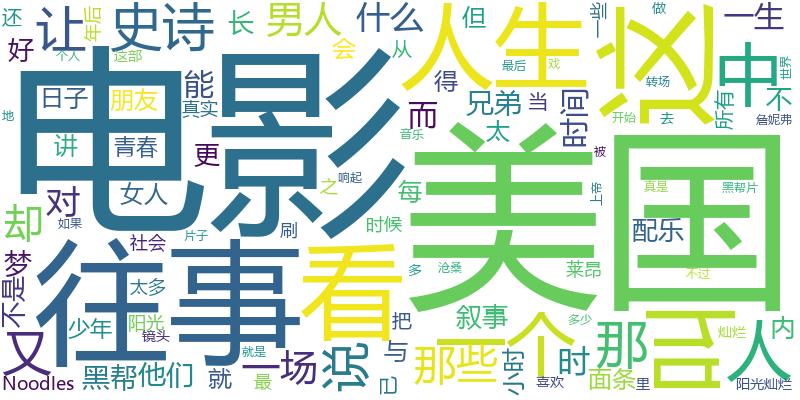 还 年后 让 史诗 长 男人 什么 但 一些 做 一生
好 个人 这部 会 从 人生 最后 戏 这 转场 世界
电影 能 得 兄弟 当 时间 中 不
日子 朋友 真实 而 太 所有 去 开始
地 讲 青春 更 音乐 美国 急妮弗
对 女人 之 响起 每 被 上帝 真是 黑帮片
却 如果 社会 片子 刷 时候 配乐
梦 往事 看 多 沧桑 莱昂 不过
不是 太多 阳光 把 叙事 多少 后 灿烂 内
又 少年 镜头 就是 说 与 那些 一个 小时 时 那 人
Noodles 黑帮 他们 就 最 一场 已 喜欢 面条 里 阳光灿烂